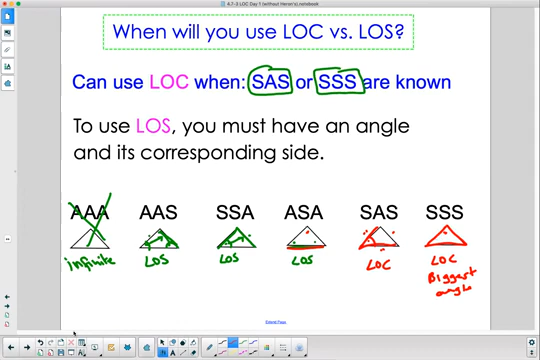 4.7-3 LOC Day 1 (without Heron's).notebook
When will you use LOC vs. LOS?
Can use LOC when: SAS or SSS are known
To use LOS, you must have an angle
and its corresponding side.
AAA AAS SSA ASA SAS SSS
infinite LOS LOS LOS LOC LOC
Biggest
angle